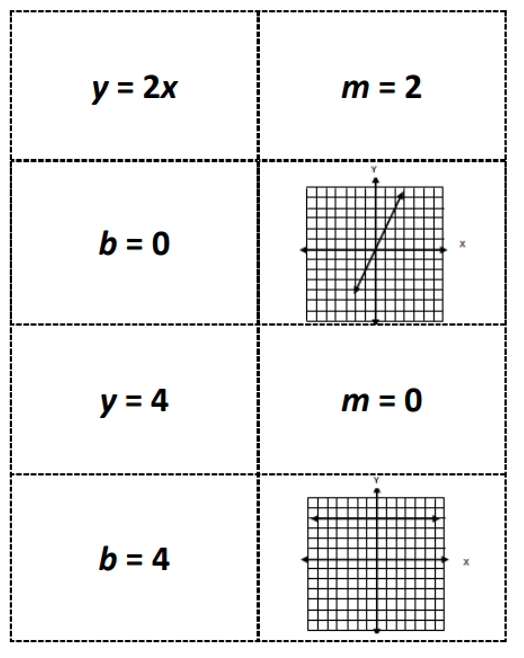 y = 2x
m = 2
b = 0
Y
X
y = 4
m = 0
b = 4
Y
X